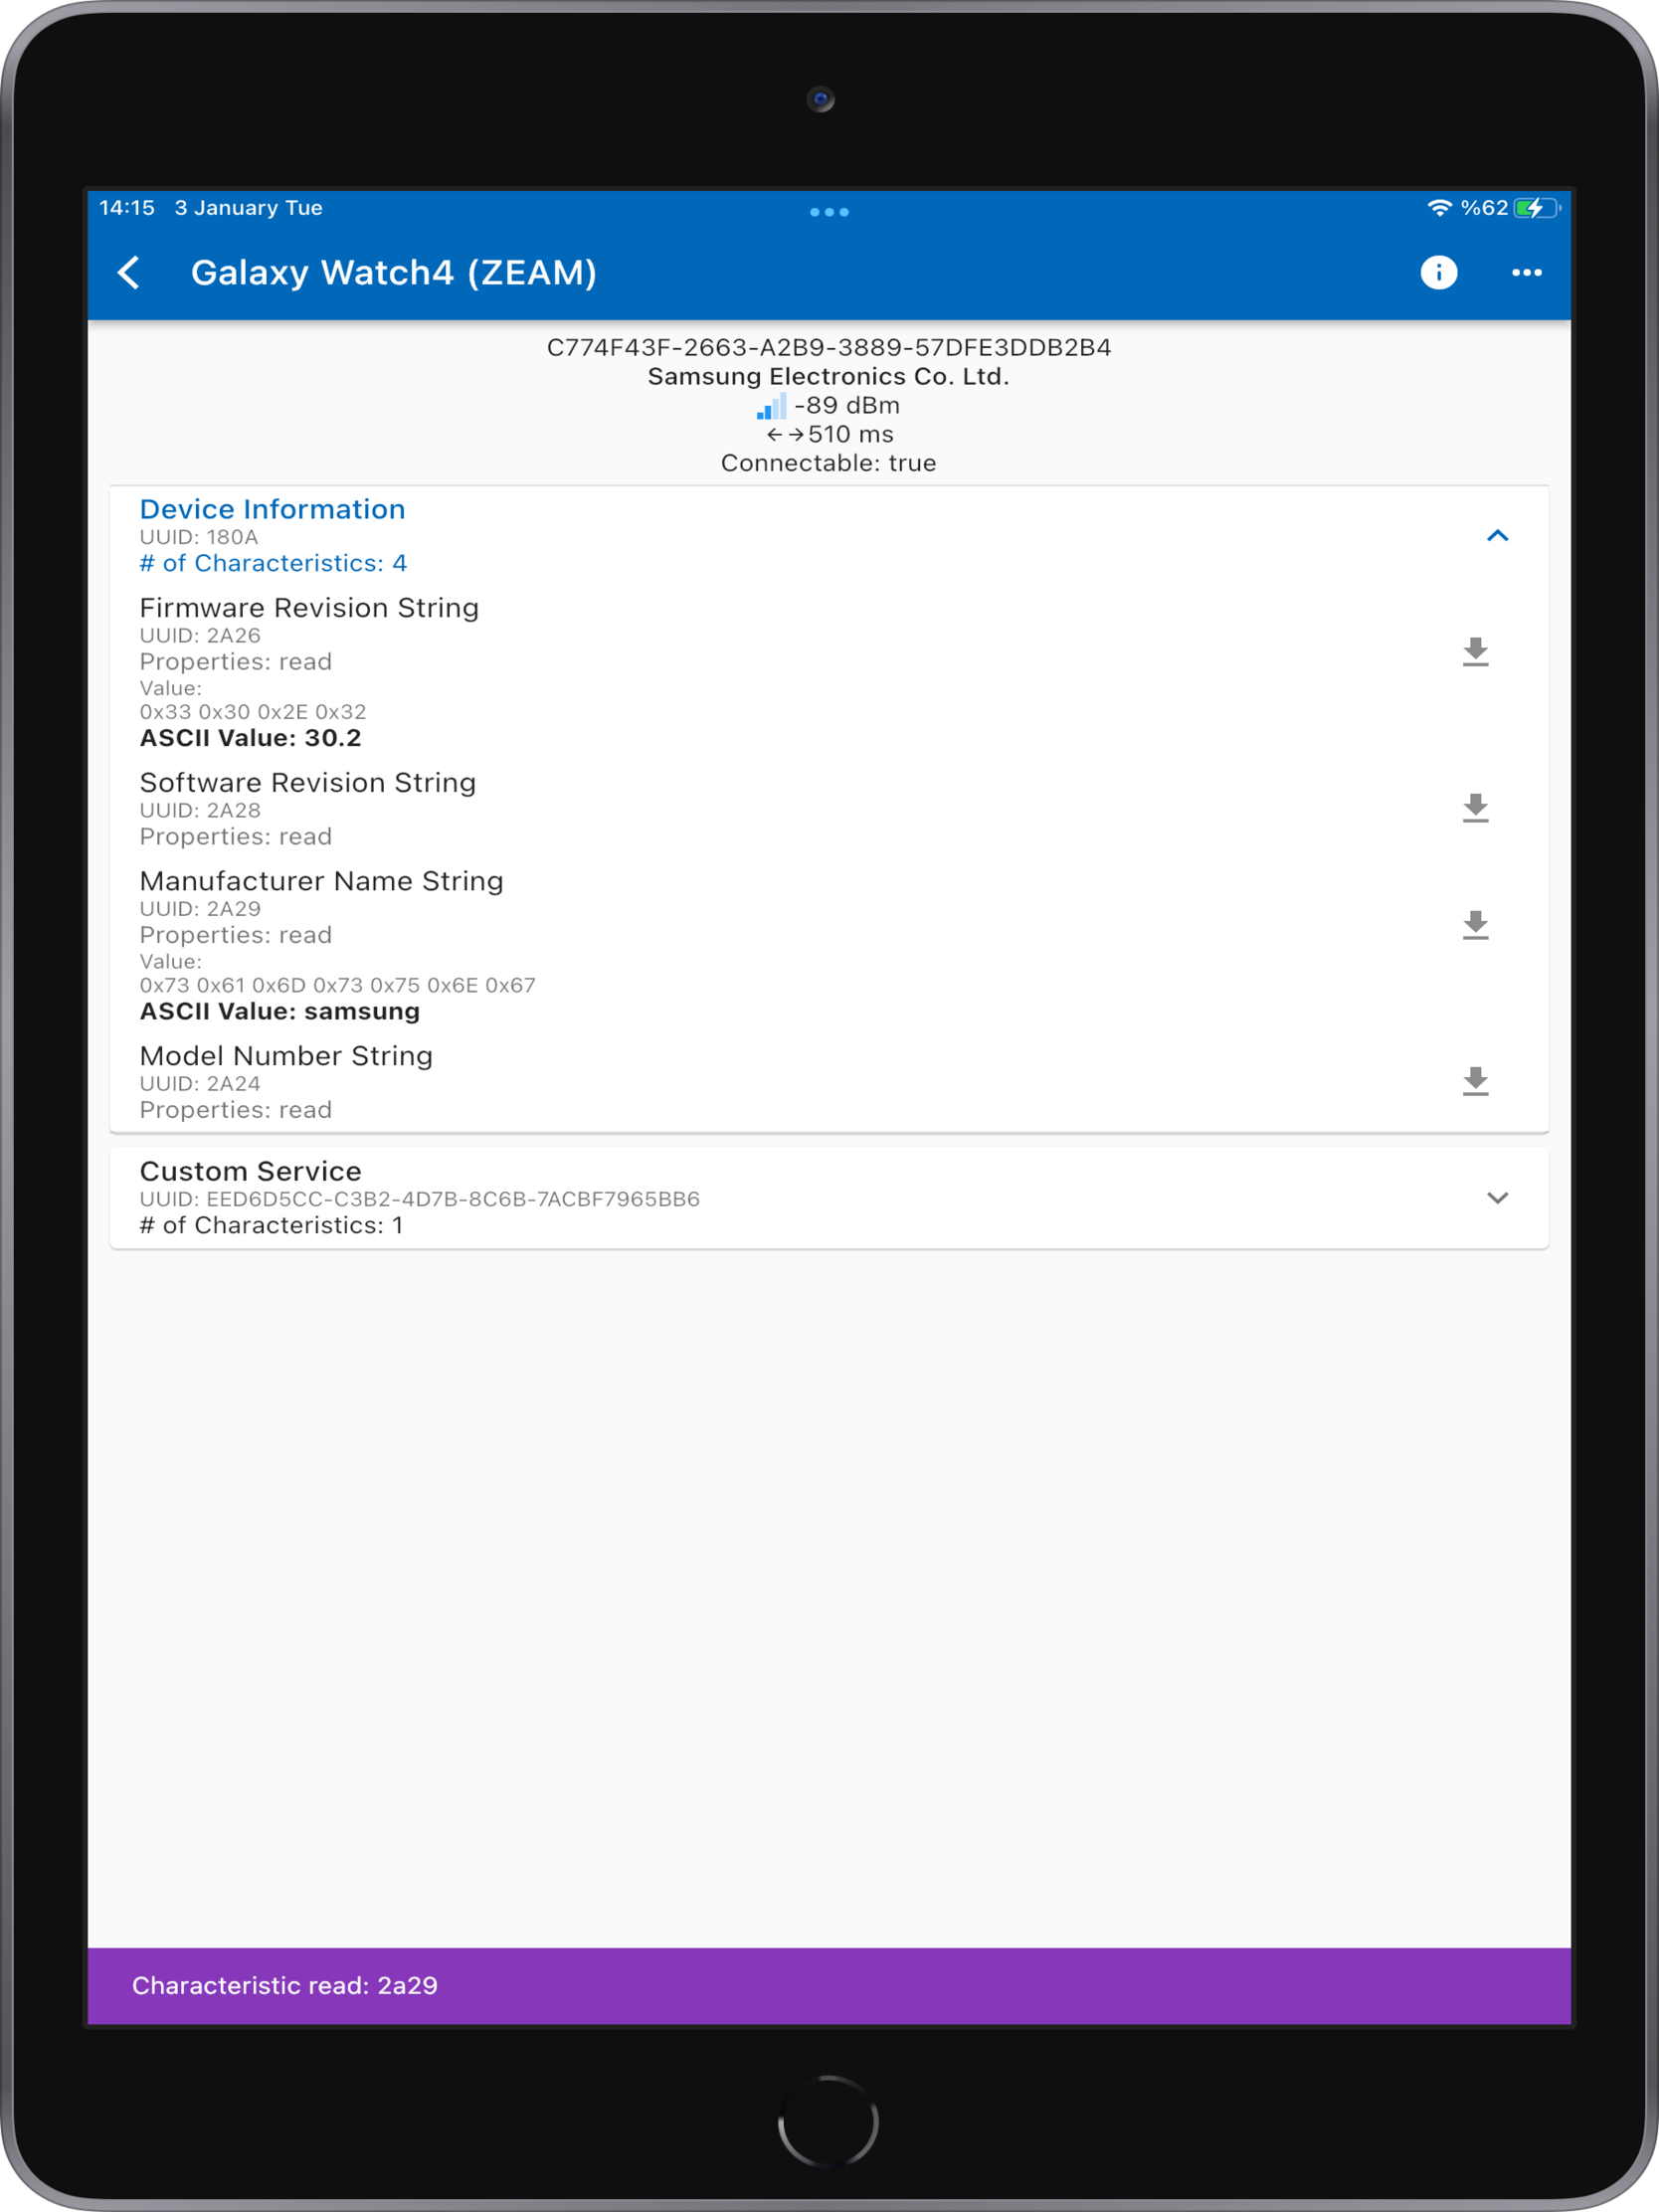 14:15 3 January Tue
%62
Galaxy Watch4 (ZEAM)
C774F43F-2663-A2B9-3889-57DFE3DDB2B4
Samsung Electronics Co. Ltd.
-89 dBm
←→510 ms
Connectable: true
Device Information
UUID: 180A
# of Characteristics: 4
Firmware Revision String
UUID: 2A26
Properties: read
Value:
0x33 0x30 0x2E 0x32
ASCII Value: 30.2
Software Revision String
UUID: 2A28
Properties: read
Manufacturer Name String
UUID: 2A29
Properties: read
Value:
0x73 0x61 0x6D 0x73 0x75 0x6E 0x67
ASCII Value: samsung
Model Number String
UUID: 2A24
Properties: read
Custom Service
UUID: EED6D5CC-C3B2-4D7B-8C6B-7ACBF7965BB6
# of Characteristics: 1
Characteristic read: 2a29